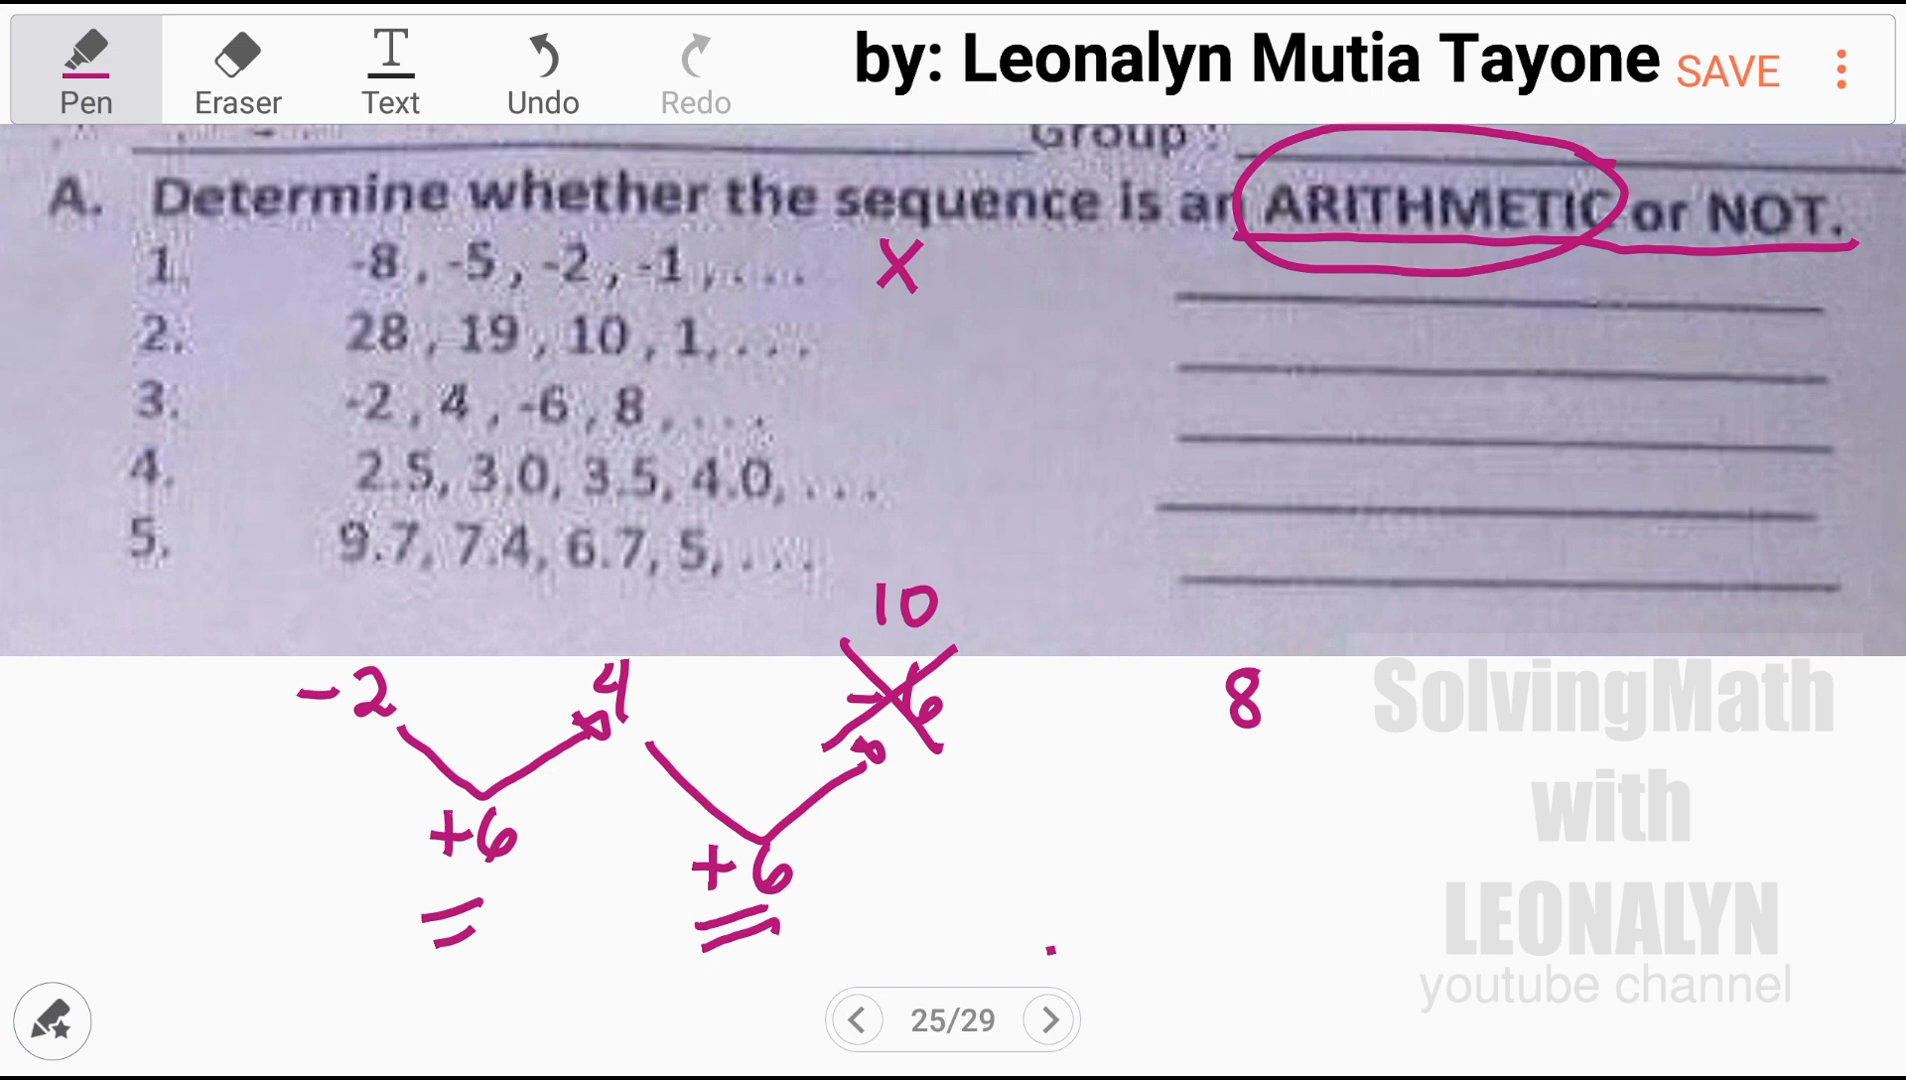 by: Leonalyn Mutia Tayone
SAVE
Pen Eraser Text Undo Redo
Group :
A. Determine whether the sequence is an ARITHMETIC or NOT.
1. -8 , -5 , -2 , -1 , . . . . X
2. 28 , 19 , 10 , 1, . . .
3. -2 , 4 , -6 , 8 , . . .
4. 2.5, 3.0, 3.5, 4.0, . . .
5. 9.7, 7.4, 6.7, 5, . . .
10
-2 4 -6 8
+6 +6
SolvingMath
with
LEONALYN
youtube channel
25/29